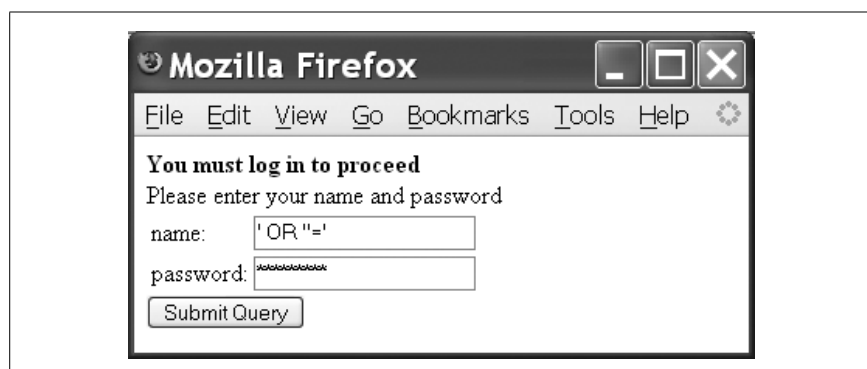 Mozilla Firefox
File Edit View Go Bookmarks Tools Help
You must log in to proceed
Please enter your name and password
name: ' OR ''='
password: **********
Submit Query